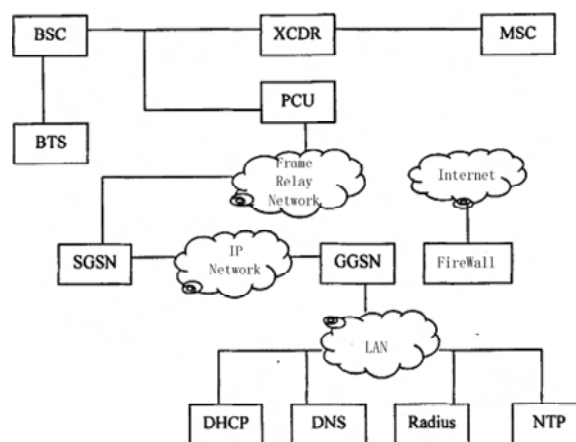 BSC
XCDR
MSC
PCU
BTS
Frame
Relay
Network
Internet
SGSN
IP
Network
GGSN
FireWall
LAN
DHCP
DNS
Radius
NTP